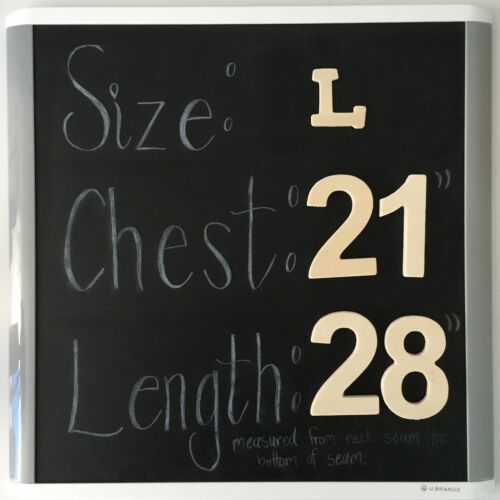 Size: L
Chest: 21"
Length: 28"
measured from neck seam to
bottom of seam.
U BRANDS